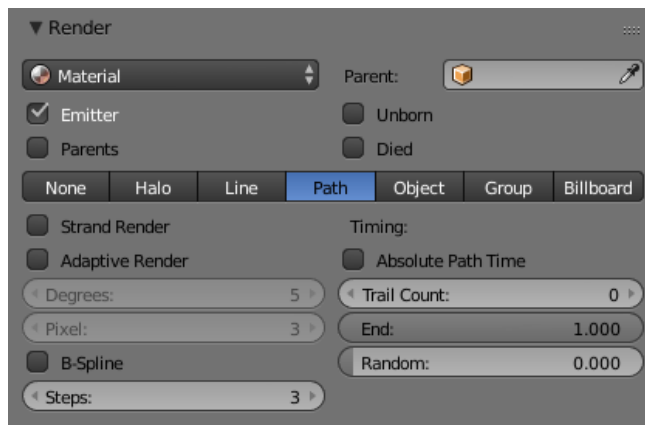 Render
Material Parent:
Emitter Unborn
Parents Died
None Halo Line Path Object Group Billboard
Strand Render Timing:
Adaptive Render Absolute Path Time
Degrees: 5 Trail Count: 0
Pixel: 3 End: 1.000
B-Spline Random: 0.000
Steps: 3